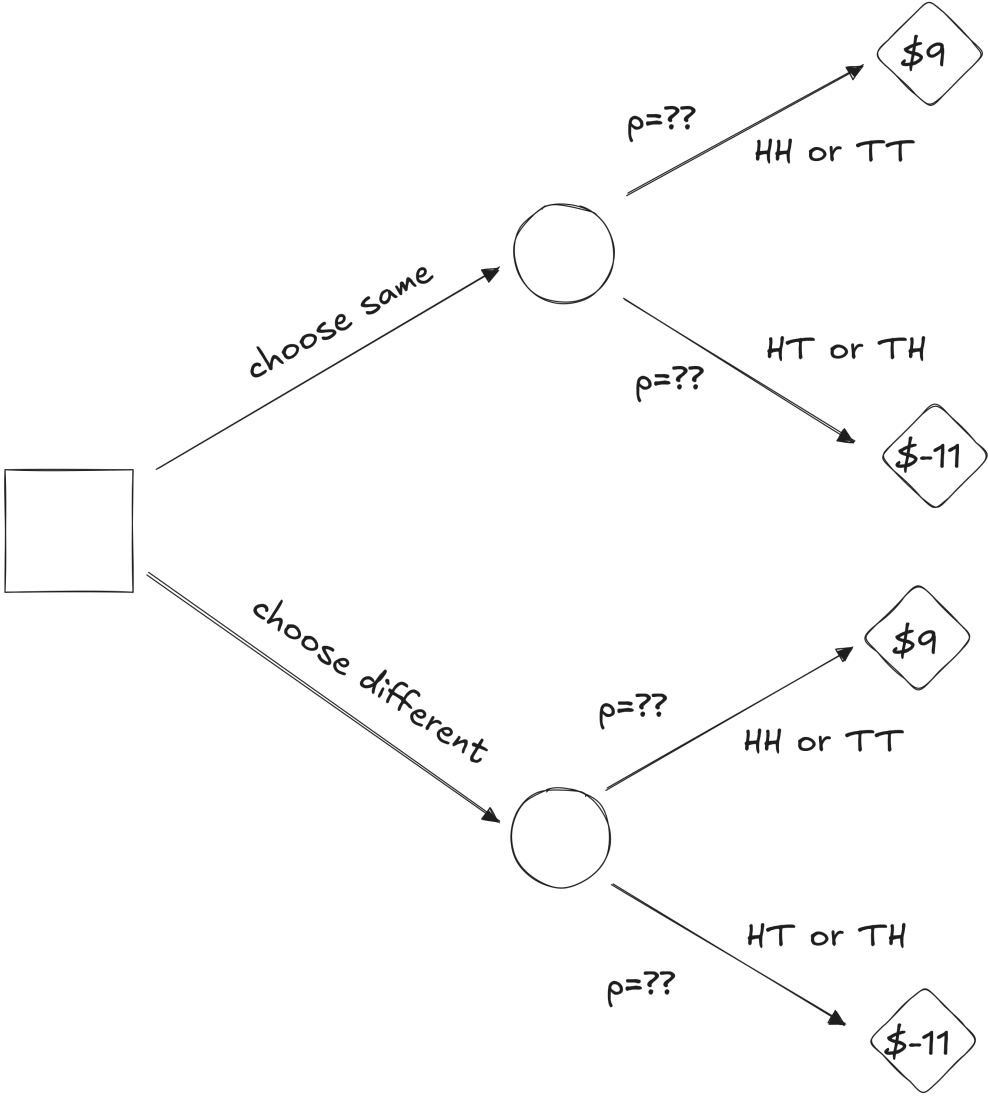 $9
ρ=??
HH or TT
choose same
HT or TH
ρ=??
$-11
choose different
$9
ρ=??
HH or TT
HT or TH
ρ=??
$-11